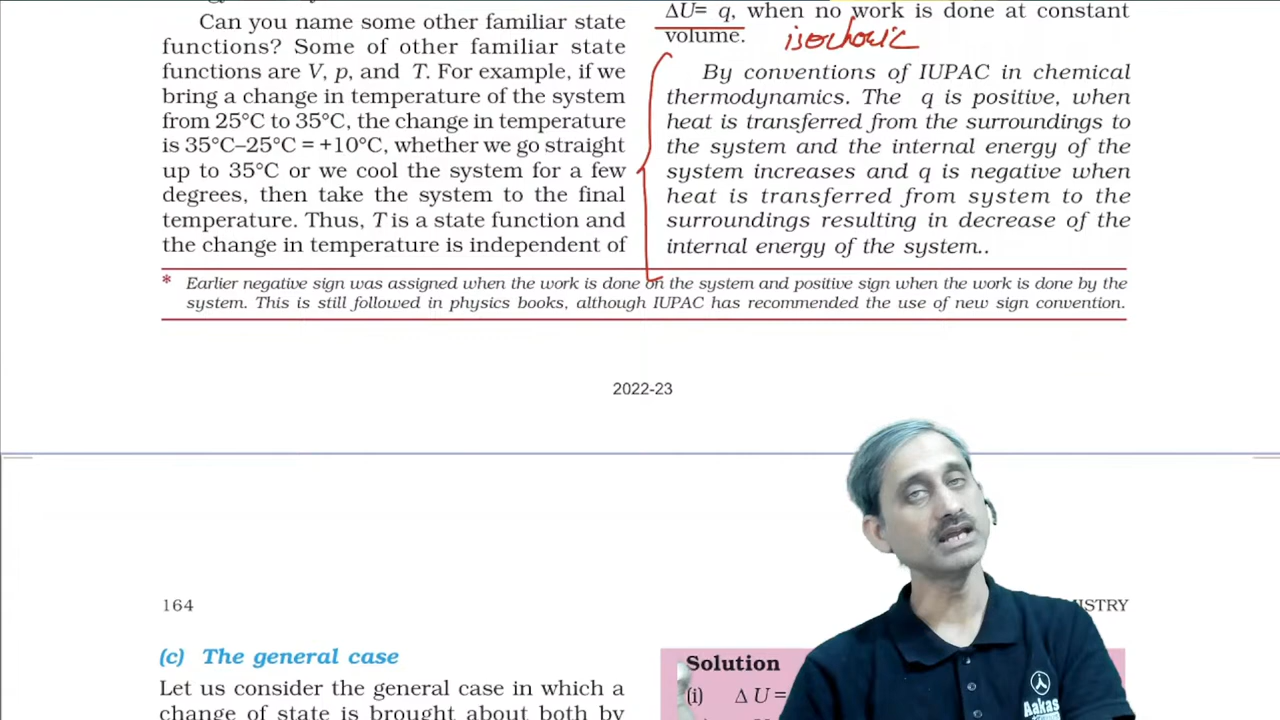 Can you name some other familiar state
functions? Some of other familiar state
functions are V, p, and T. For example, if we
bring a change in temperature of the system
from 25°C to 35°C, the change in temperature
is 35°C–25°C = +10°C, whether we go straight
up to 35°C or we cool the system for a few
degrees, then take the system to the final
temperature. Thus, T is a state function and
the change in temperature is independent of
ΔU= q, when no work is done at constant
volume. isochoric
By conventions of IUPAC in chemical
thermodynamics. The q is positive, when
heat is transferred from the surroundings to
the system and the internal energy of the
system increases and q is negative when
heat is transferred from system to the
surroundings resulting in decrease of the
internal energy of the system..
* Earlier negative sign was assigned when the work is done on the system and positive sign when the work is done by the
system. This is still followed in physics books, although IUPAC has recommended the use of new sign convention.
2022-23
164
MISTRY
(c) The general case
Let us consider the general case in which a
change of state is brought about both by
Solution
(i) Δ U =
Aakas